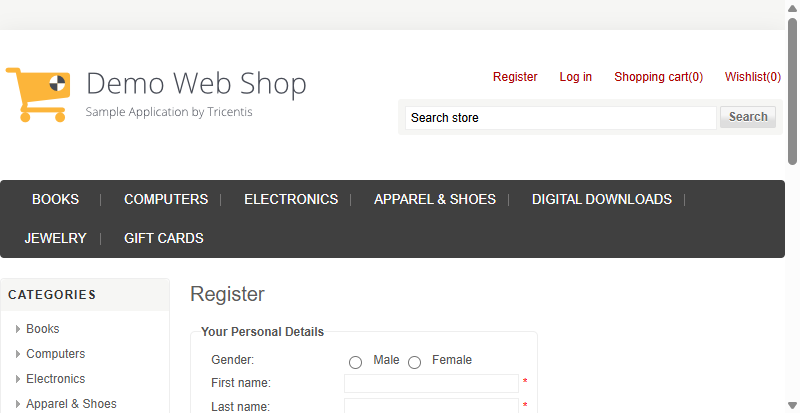 Demo Web Shop
Sample Application by Tricentis
Register Log in Shopping cart(0) Wishlist(0)
Search store Search
BOOKS COMPUTERS ELECTRONICS APPAREL & SHOES DIGITAL DOWNLOADS
JEWELRY GIFT CARDS
CATEGORIES
Books
Computers
Electronics
Apparel & Shoes
Register
Your Personal Details
Gender: Male Female
First name: *
Last name: *